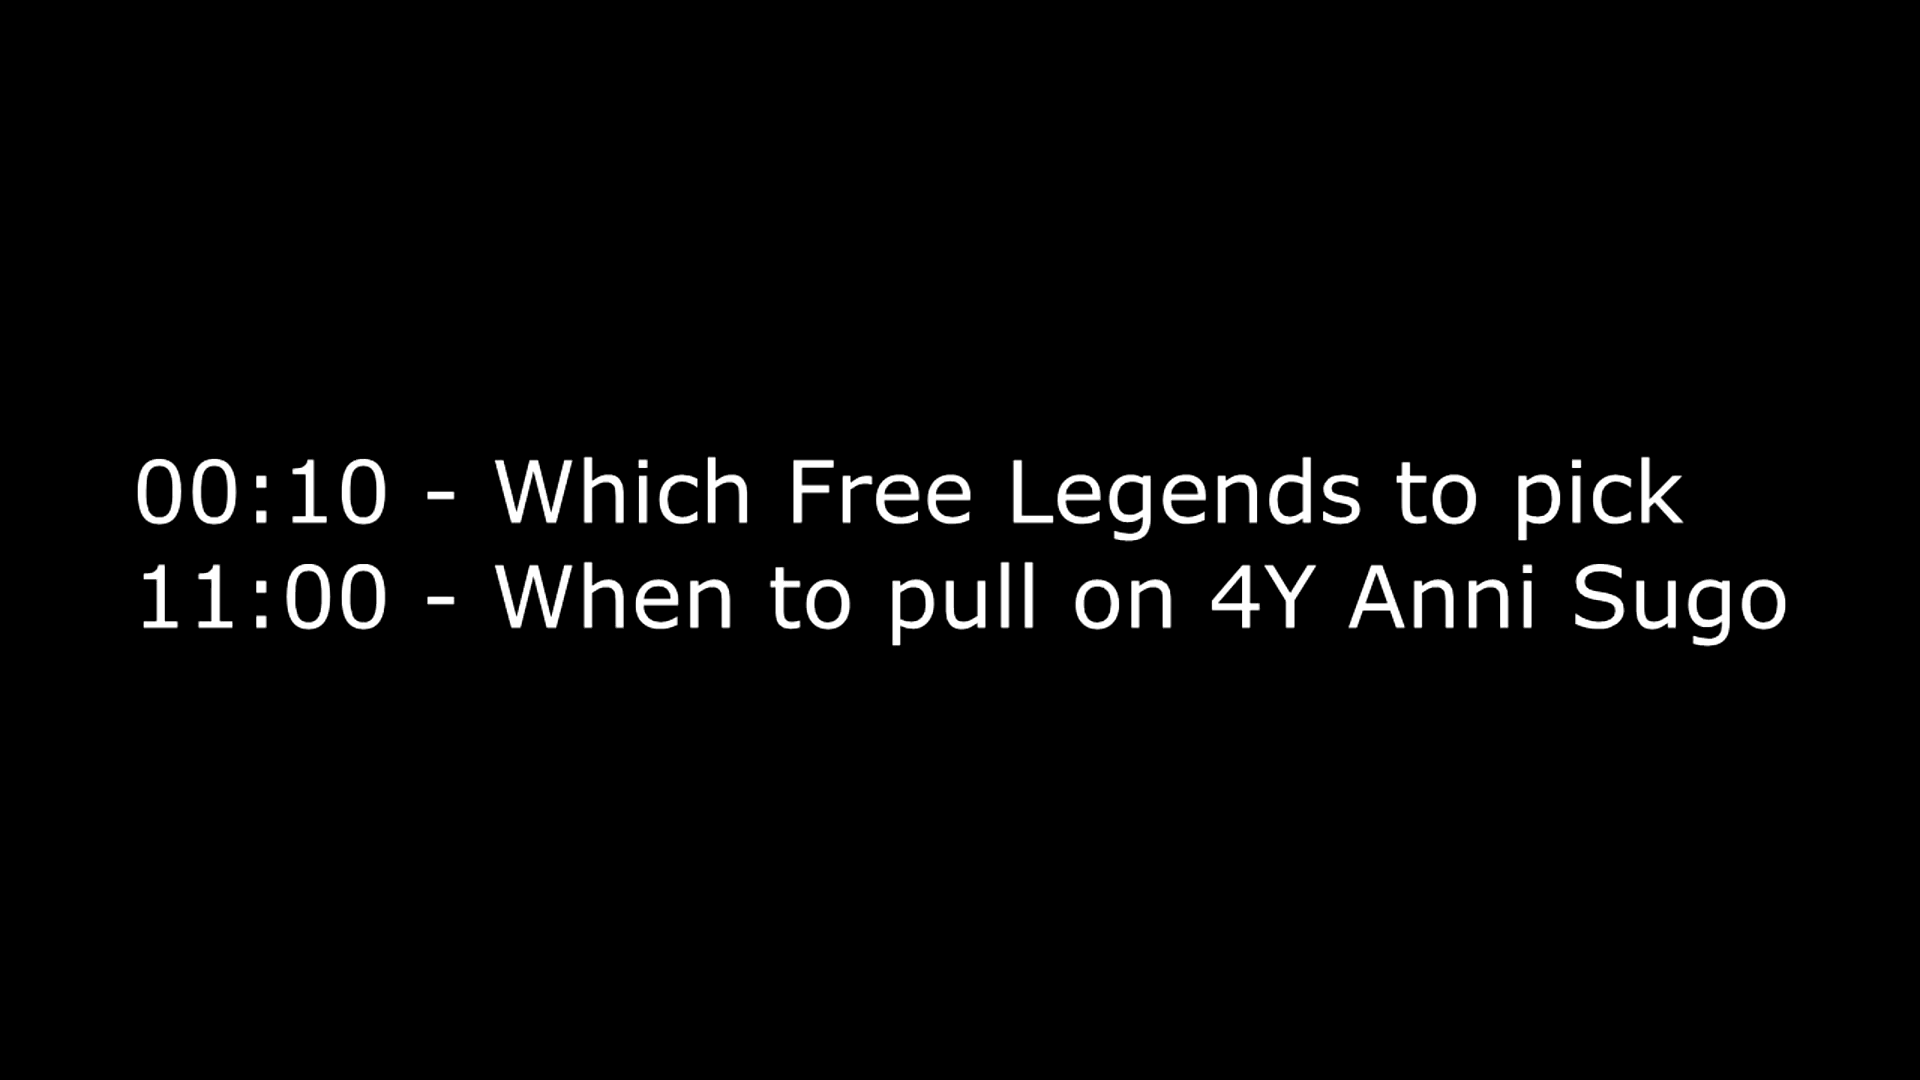 00:10 - Which Free Legends to pick
11:00 - When to pull on 4Y Anni Sugo